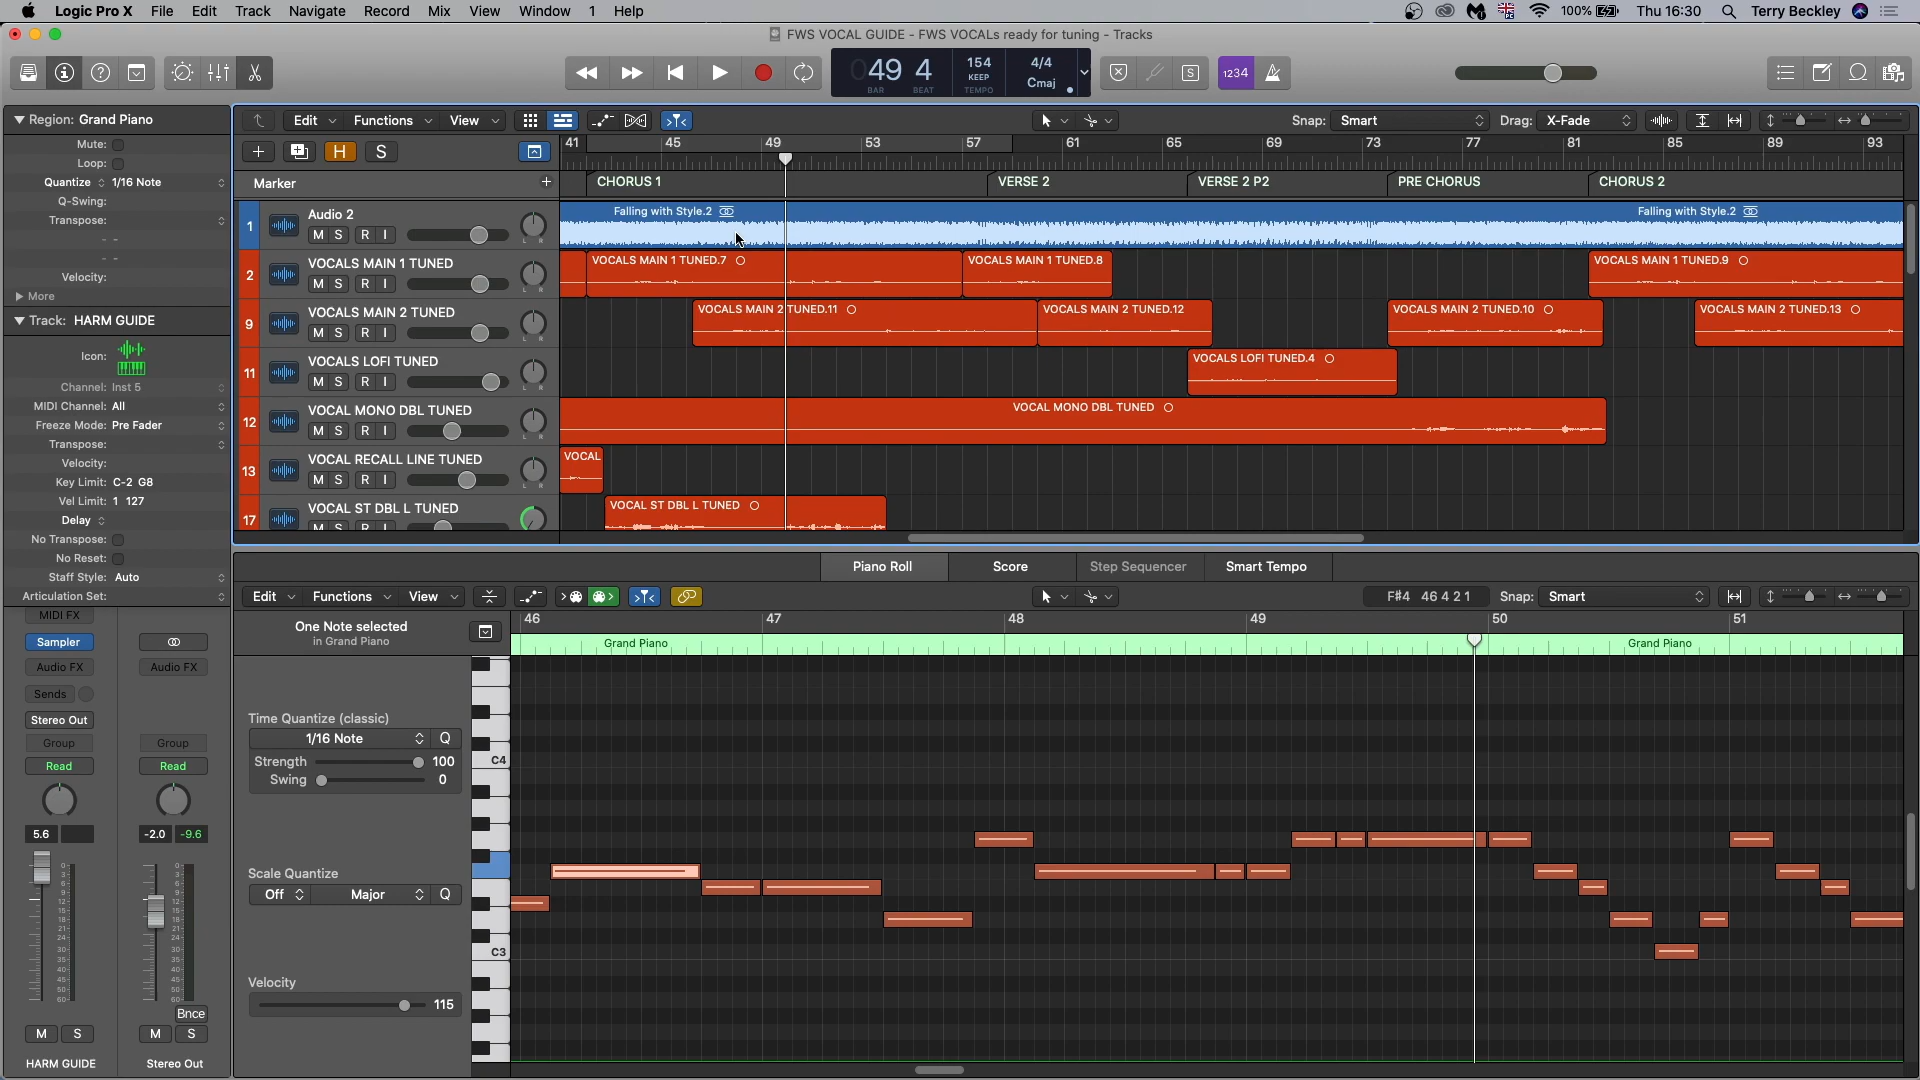 Logic Pro X File Edit Track Navigate Record Mix View Window 1 Help 100% Thu 16:30 Terry Beckley
FWS VOCAL GUIDE - FWS VOCALs ready for tuning - Tracks
49 4 154 KEEP 4/4 Cmaj
BAR BEAT TEMPO
S 1234
Region: Grand Piano
Mute:
Loop:
Quantize 1/16 Note
Q-Swing:
Transpose:
Velocity:
More
Track: HARM GUIDE
Icon:
Channel: Inst 5
MIDI Channel: All
Freeze Mode: Pre Fader
Transpose:
Velocity:
Key Limit: C-2 G8
Vel Limit: 1 127
Delay
No Transpose:
No Reset:
Staff Style: Auto
Articulation Set:
MIDI FX
Sampler
Audio FX Audio FX
Sends
Stereo Out
Group Group
Read Read
5.6 -2.0 -9.6
Bnce
M S M S
HARM GUIDE Stereo Out
Edit Functions View Snap: Smart Drag: X-Fade
H S 41 45 49 53 57 61 65 69 73 77 81 85 89 93
Marker CHORUS 1 VERSE 2 VERSE 2 P2 PRE CHORUS CHORUS 2
1 Audio 2 Falling with Style.2 Falling with Style.2
M S R I L R
2 VOCALS MAIN 1 TUNED VOCALS MAIN 1 TUNED.7 VOCALS MAIN 1 TUNED.8 VOCALS MAIN 1 TUNED.9
M S R I L R
9 VOCALS MAIN 2 TUNED VOCALS MAIN 2 TUNED.11 VOCALS MAIN 2 TUNED.12 VOCALS MAIN 2 TUNED.10 VOCALS MAIN 2 TUNED.13
M S R I L R
11 VOCALS LOFI TUNED VOCALS LOFI TUNED.4
M S R I L R
12 VOCAL MONO DBL TUNED VOCAL MONO DBL TUNED
M S R I L R
13 VOCAL RECALL LINE TUNED VOCAL
M S R I L R
17 VOCAL ST DBL L TUNED VOCAL ST DBL L TUNED
M S R I
Piano Roll Score Step Sequencer Smart Tempo
Edit Functions View F#4 46 4 2 1 Snap: Smart
One Note selected
in Grand Piano
46 47 48 49 50 51
Grand Piano Grand Piano
Time Quantize (classic)
1/16 Note Q
Strength 100
Swing 0
C4
Scale Quantize
Off Major Q
C3
Velocity
115